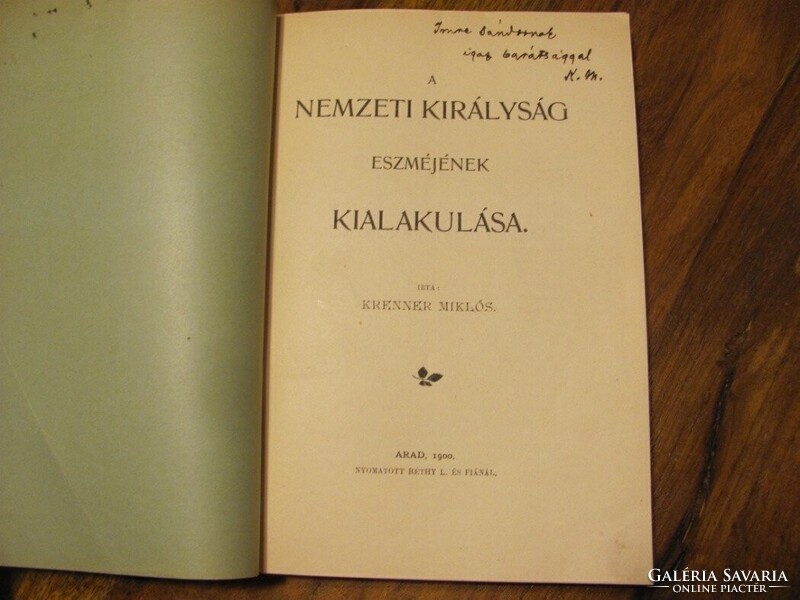 Imre Sándornak
igaz barátsággal
K. M.
A
NEMZETI KIRÁLYSÁG
ESZMÉJÉNEK
KIALAKULÁSA.
IRTA:
KRENNER MIKLÓS.
ARAD, 1900.
NYOMATOTT RÉTHY L. ÉS FIÁNÁL.
GALÉRIA SAVARIA
ONLINE PIACTÉR